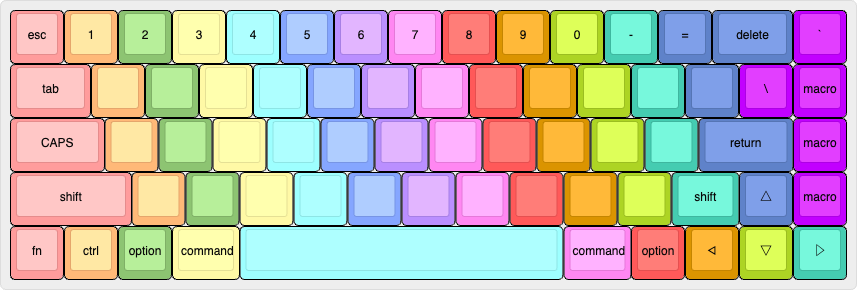 esc 1 2 3 4 5 6 7 8 9 0 - = delete `
tab \ macro
CAPS return macro
shift shift △ macro
fn ctrl option command command option ◁ ▽ ▷